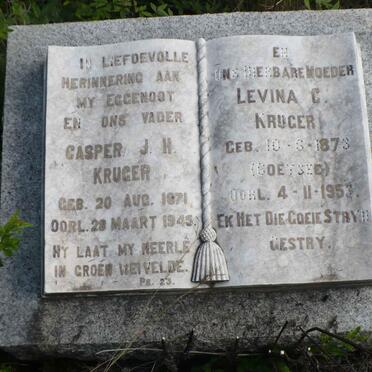 IN LIEFDEVOLLE
HERINNERING AAN
MY EGGENOOT
EN ONS VADER
CASPER J. H.
KRUGER
GEB. 20 AUG. 1871
OORL. 28 MAART 1945
HY LAAT MY NEERLÊ
IN GROEN WEIVELDE.
PS. 23.
EN
ONS DIERBARE MOEDER
LEVINA C.
KRUGER
GEB. 10-6-1873
(COETSEE)
OORL. 4-11-1953
EK HET DIE GOEIE STRYD
GESTRY.